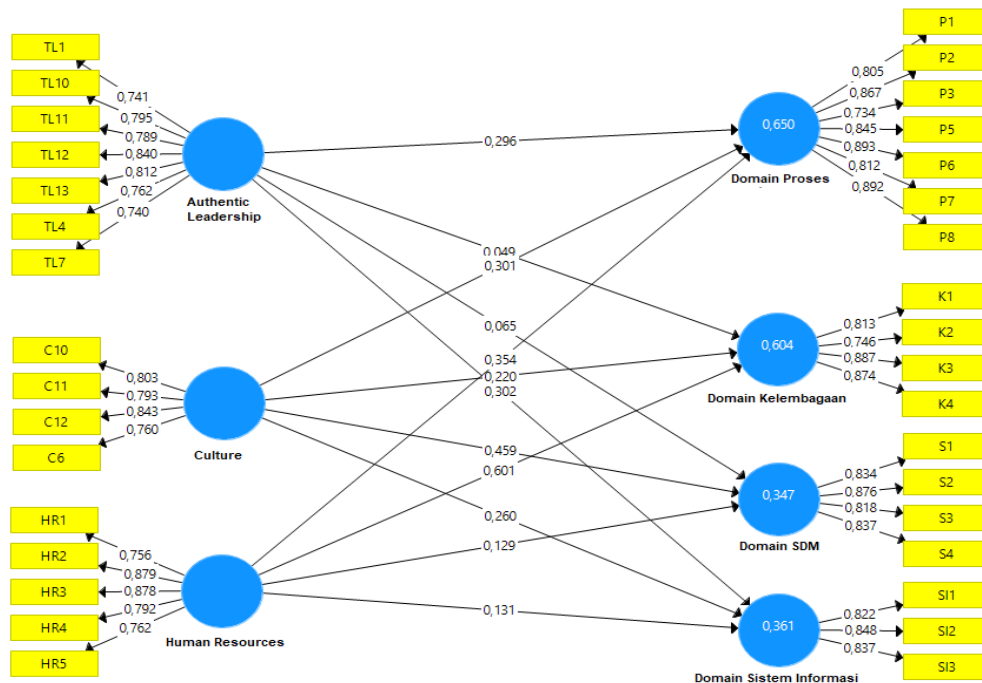 TL1
TL10
TL11
TL12
TL13
TL4
TL7
0,741
0,795
0,789
0,840
0,812
0,762
0,740
Authentic
Leadership
C10
C11
C12
C6
0,803
0,793
0,843
0,760
Culture
HR1
HR2
HR3
HR4
HR5
0,756
0,879
0,878
0,792
0,762
Human Resources
0,296
0,049
0,301
0,065
0,354
0,220
0,302
0,459
0,601
0,260
0,129
0,131
0,650
Domain Proses
0,805
0,867
0,734
0,845
0,893
0,812
0,892
P1
P2
P3
P5
P6
P7
P8
0,604
Domain Kelembagaan
0,813
0,746
0,887
0,874
K1
K2
K3
K4
0,347
Domain SDM
0,834
0,876
0,818
0,837
S1
S2
S3
S4
0,361
Domain Sistem Informasi
0,822
0,848
0,837
SI1
SI2
SI3